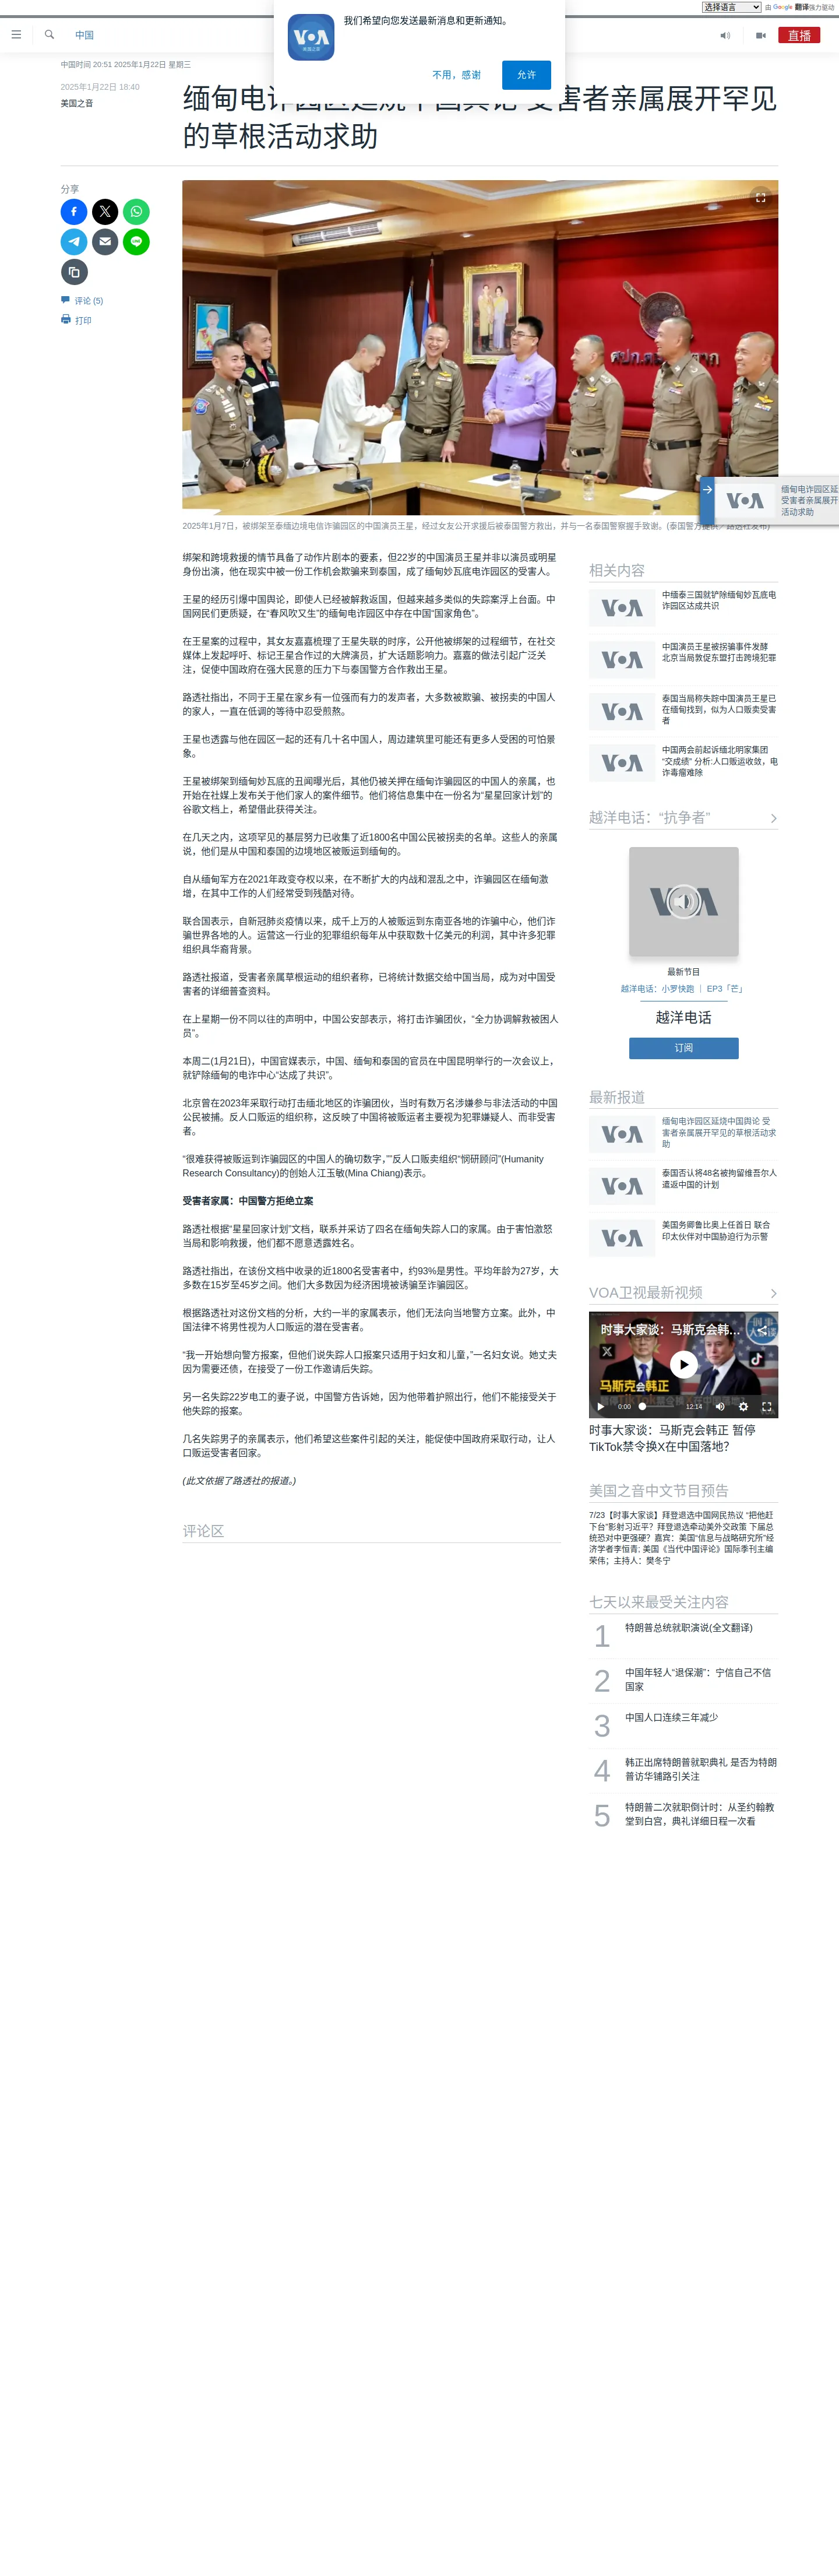 选择语言
由 Google 翻译强力驱动
中国
直播
我们希望向您发送最新消息和更新通知。
VOA
美国之音
不用，感谢
允许
中国时间 20:51 2025年1月22日 星期三
2025年1月22日 18:40
美国之音
缅甸电诈园区延烧中国舆论 受害者亲属展开罕见
的草根活动求助
分享
评论 (5)
打印
缅甸电诈园区延
受害者亲属展开
活动求助
2025年1月7日，被绑架至泰缅边境电信诈骗园区的中国演员王星，经过女友公开求援后被泰国警方救出，并与一名泰国警察握手致谢。(泰国警方提供／路透社发布)
绑架和跨境救援的情节具备了动作片剧本的要素，但22岁的中国演员王星并非以演员或明星
身份出演，他在现实中被一份工作机会欺骗来到泰国，成了缅甸妙瓦底电诈园区的受害人。
王星的经历引爆中国舆论，即使人已经被解救返国，但越来越多类似的失踪案浮上台面。中
国网民们更质疑，在“春风吹又生”的缅甸电诈园区中存在中国“国家角色”。
在王星案的过程中，其女友嘉嘉梳理了王星失联的时序，公开他被绑架的过程细节，在社交
媒体上发起呼吁、标记王星合作过的大牌演员，扩大话题影响力。嘉嘉的做法引起广泛关
注，促使中国政府在强大民意的压力下与泰国警方合作救出王星。
路透社指出，不同于王星在家乡有一位强而有力的发声者，大多数被欺骗、被拐卖的中国人
的家人，一直在低调的等待中忍受煎熬。
王星也透露与他在园区一起的还有几十名中国人，周边建筑里可能还有更多人受困的可怕景
象。
王星被绑架到缅甸妙瓦底的丑闻曝光后，其他仍被关押在缅甸诈骗园区的中国人的亲属，也
开始在社媒上发布关于他们家人的案件细节。他们将信息集中在一份名为“星星回家计划”的
谷歌文档上，希望借此获得关注。
在几天之内，这项罕见的基层努力已收集了近1800名中国公民被拐卖的名单。这些人的亲属
说，他们是从中国和泰国的边境地区被贩运到缅甸的。
自从缅甸军方在2021年政变夺权以来，在不断扩大的内战和混乱之中，诈骗园区在缅甸激
增，在其中工作的人们经常受到残酷对待。
联合国表示，自新冠肺炎疫情以来，成千上万的人被贩运到东南亚各地的诈骗中心，他们诈
骗世界各地的人。运营这一行业的犯罪组织每年从中获取数十亿美元的利润，其中许多犯罪
组织具华裔背景。
路透社报道，受害者亲属草根运动的组织者称，已将统计数据交给中国当局，成为对中国受
害者的详细普查资料。
在上星期一份不同以往的声明中，中国公安部表示，将打击诈骗团伙，“全力协调解救被困人
员”。
本周二(1月21日)，中国官媒表示，中国、缅甸和泰国的官员在中国昆明举行的一次会议上，
就铲除缅甸的电诈中心“达成了共识”。
北京曾在2023年采取行动打击缅北地区的诈骗团伙，当时有数万名涉嫌参与非法活动的中国
公民被捕。反人口贩运的组织称，这反映了中国将被贩运者主要视为犯罪嫌疑人、而非受害
者。
“很难获得被贩运到诈骗园区的中国人的确切数字，”“反人口贩卖组织“悯研顾问”(Humanity
Research Consultancy)的创始人江玉敏(Mina Chiang)表示。
受害者家属：中国警方拒绝立案
路透社根据“星星回家计划”文档，联系并采访了四名在缅甸失踪人口的家属。由于害怕激怒
当局和影响救援，他们都不愿意透露姓名。
路透社指出，在该份文档中收录的近1800名受害者中，约93%是男性。平均年龄为27岁，大
多数在15岁至45岁之间。他们大多数因为经济困境被诱骗至诈骗园区。
根据路透社对这份文档的分析，大约一半的家属表示，他们无法向当地警方立案。此外，中
国法律不将男性视为人口贩运的潜在受害者。
“我一开始想向警方报案，但他们说失踪人口报案只适用于妇女和儿童，”一名妇女说。她丈夫
因为需要还债，在接受了一份工作邀请后失踪。
另一名失踪22岁电工的妻子说，中国警方告诉她，因为他带着护照出行，他们不能接受关于
他失踪的报案。
几名失踪男子的亲属表示，他们希望这些案件引起的关注，能促使中国政府采取行动，让人
口贩运受害者回家。
(此文依据了路透社的报道。)
评论区
相关内容
中缅泰三国就铲除缅甸妙瓦底电
诈园区达成共识
中国演员王星被拐骗事件发酵
北京当局敦促东盟打击跨境犯罪
泰国当局称失踪中国演员王星已
在缅甸找到，似为人口贩卖受害
者
中国两会前起诉缅北明家集团
“交成绩” 分析:人口贩运收敛，电
诈毒瘤难除
越洋电话：“抗争者”
最新节目
越洋电话：小罗快跑 ｜ EP3「芒」
越洋电话
订阅
最新报道
缅甸电诈园区延烧中国舆论 受
害者亲属展开罕见的草根活动求
助
泰国否认将48名被拘留维吾尔人
遣返中国的计划
美国务卿鲁比奥上任首日 联合
印太伙伴对中国胁迫行为示警
VOA卫视最新视频
时事大家谈：马斯克会韩…
马斯克会韩正
0:00
12:14
时事大家谈：马斯克会韩正 暂停
TikTok禁令换X在中国落地？
美国之音中文节目预告
7/23【时事大家谈】拜登退选中国网民热议 “把他赶
下台”影射习近平？拜登退选牵动美外交政策 下届总
统恐对中更强硬？嘉宾：美国“信息与战略研究所”经
济学者李恒青; 美国《当代中国评论》国际季刊主编
荣伟；主持人：樊冬宁
七天以来最受关注内容
1
特朗普总统就职演说(全文翻译)
2
中国年轻人“退保潮”：宁信自己不信
国家
3
中国人口连续三年减少
4
韩正出席特朗普就职典礼 是否为特朗
普访华铺路引关注
5
特朗普二次就职倒计时：从圣约翰教
堂到白宫，典礼详细日程一次看